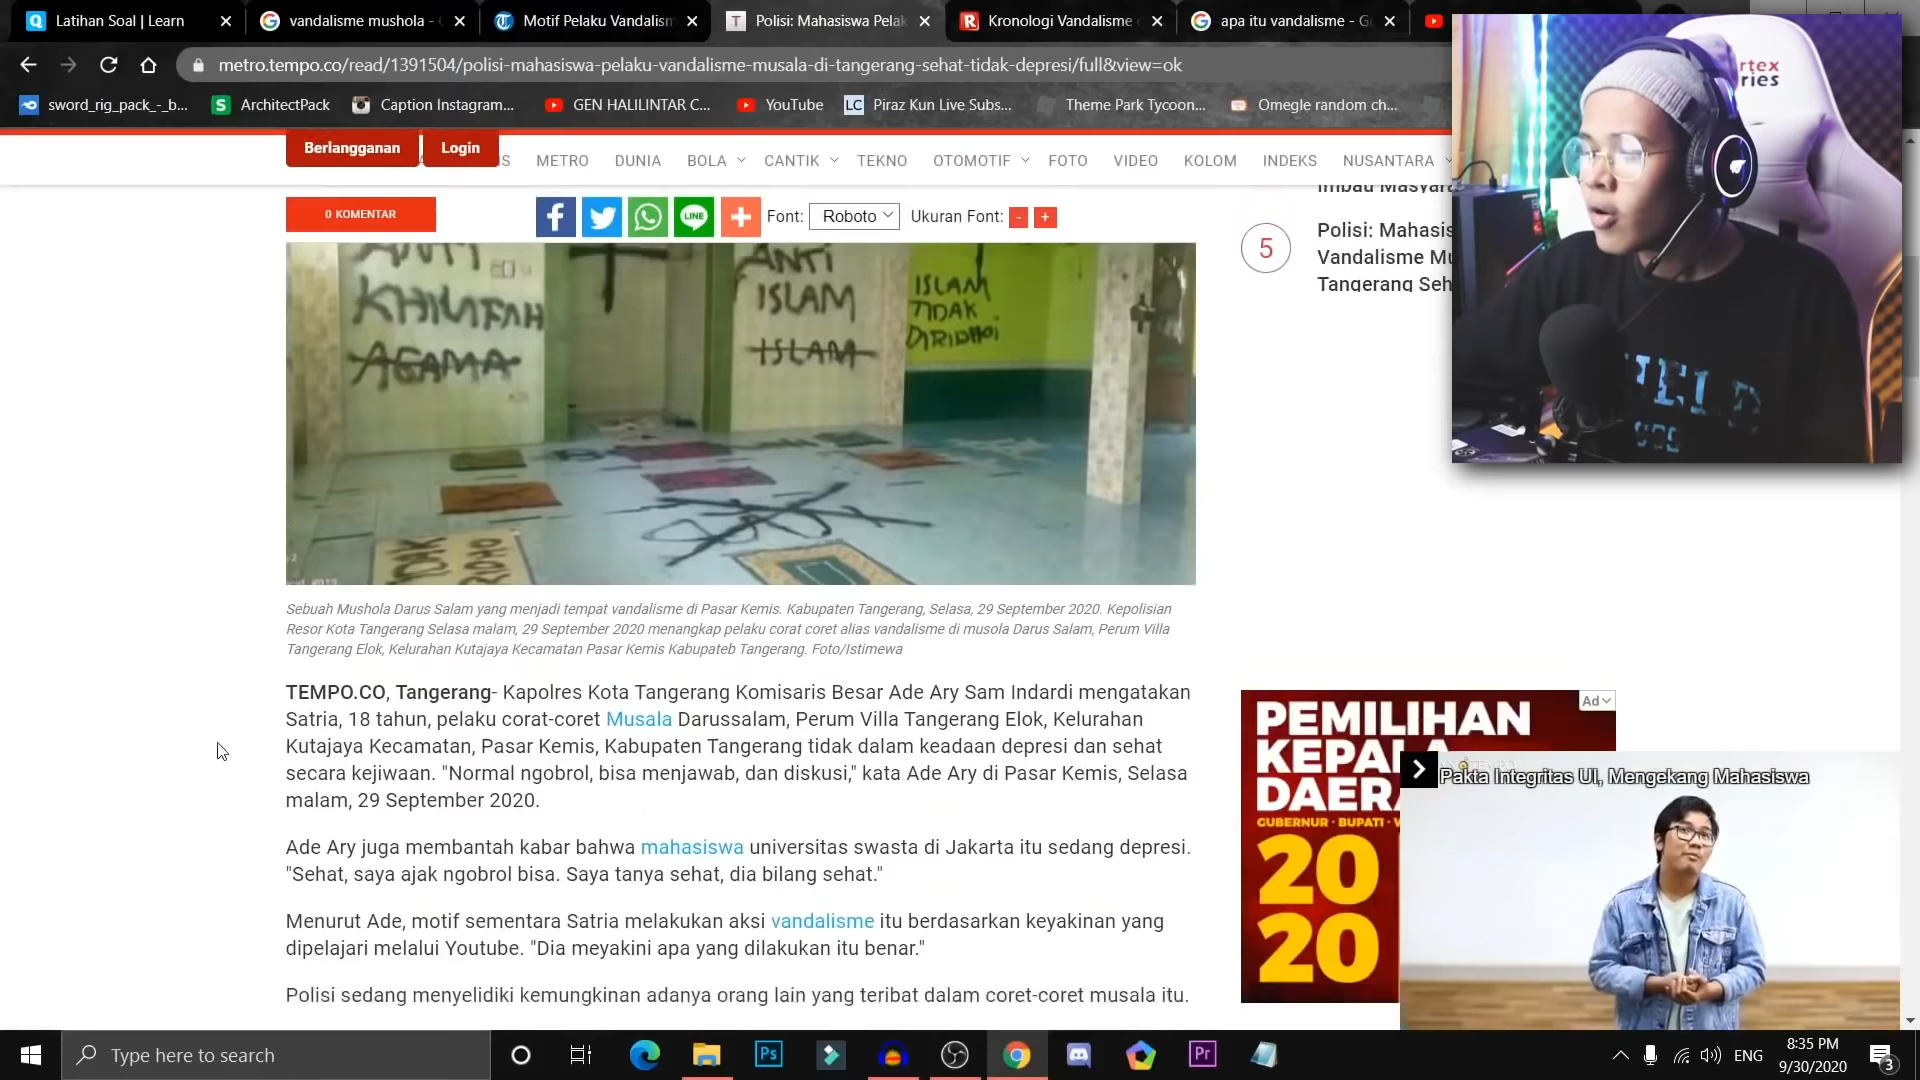 Latihan Soal | Learn
vandalisme mushola -
Motif Pelaku Vandalism
Polisi: Mahasiswa Pelak
Kronologi Vandalisme
apa itu vandalisme - G
metro.tempo.co/read/1391504/polisi-mahasiswa-pelaku-vandalisme-musala-di-tangerang-sehat-tidak-depresi/full&view=ok
sword_rig_pack_-_b...
ArchitectPack
Caption Instagram...
GEN HALILINTAR C...
YouTube
LC Piraz Kun Live Subs...
Theme Park Tycoon...
Omegle random ch...
rtex
ries
Berlangganan
Login
METRO DUNIA BOLA CANTIK TEKNO OTOMOTIF FOTO VIDEO KOLOM INDEKS NUSANTARA
0 KOMENTAR
LINE
Font: Roboto Ukuran Font: - +
Imbau Masyara
5
Polisi: Mahasis
Vandalisme Mu
Tangerang Seh
ANTI
KHILAFAH
AGAMA
ANTI
ISLAM
ISLAM
ISLAM
TIDAK
DIRIDHOI
Sebuah Mushola Darus Salam yang menjadi tempat vandalisme di Pasar Kemis. Kabupaten Tangerang, Selasa, 29 September 2020. Kepolisian
Resor Kota Tangerang Selasa malam, 29 September 2020 menangkap pelaku corat coret alias vandalisme di musola Darus Salam, Perum Villa
Tangerang Elok, Kelurahan Kutajaya Kecamatan Pasar Kemis Kabupateb Tangerang. Foto/Istimewa
TEMPO.CO, Tangerang- Kapolres Kota Tangerang Komisaris Besar Ade Ary Sam Indardi mengatakan
Satria, 18 tahun, pelaku corat-coret Musala Darussalam, Perum Villa Tangerang Elok, Kelurahan
Kutajaya Kecamatan, Pasar Kemis, Kabupaten Tangerang tidak dalam keadaan depresi dan sehat
secara kejiwaan. "Normal ngobrol, bisa menjawab, dan diskusi," kata Ade Ary di Pasar Kemis, Selasa
malam, 29 September 2020.
Ade Ary juga membantah kabar bahwa mahasiswa universitas swasta di Jakarta itu sedang depresi.
"Sehat, saya ajak ngobrol bisa. Saya tanya sehat, dia bilang sehat."
Menurut Ade, motif sementara Satria melakukan aksi vandalisme itu berdasarkan keyakinan yang
dipelajari melalui Youtube. "Dia meyakini apa yang dilakukan itu benar."
Polisi sedang menyelidiki kemungkinan adanya orang lain yang teribat dalam coret-coret musala itu.
Ad
PEMILIHAN
KEPALA
DAERA
GUBERNUR · BUPATI ·
20
20
Pakta Integritas UI, Mengekang Mahasiswa
Type here to search
Ps
Pr
ENG
8:35 PM
9/30/2020
3